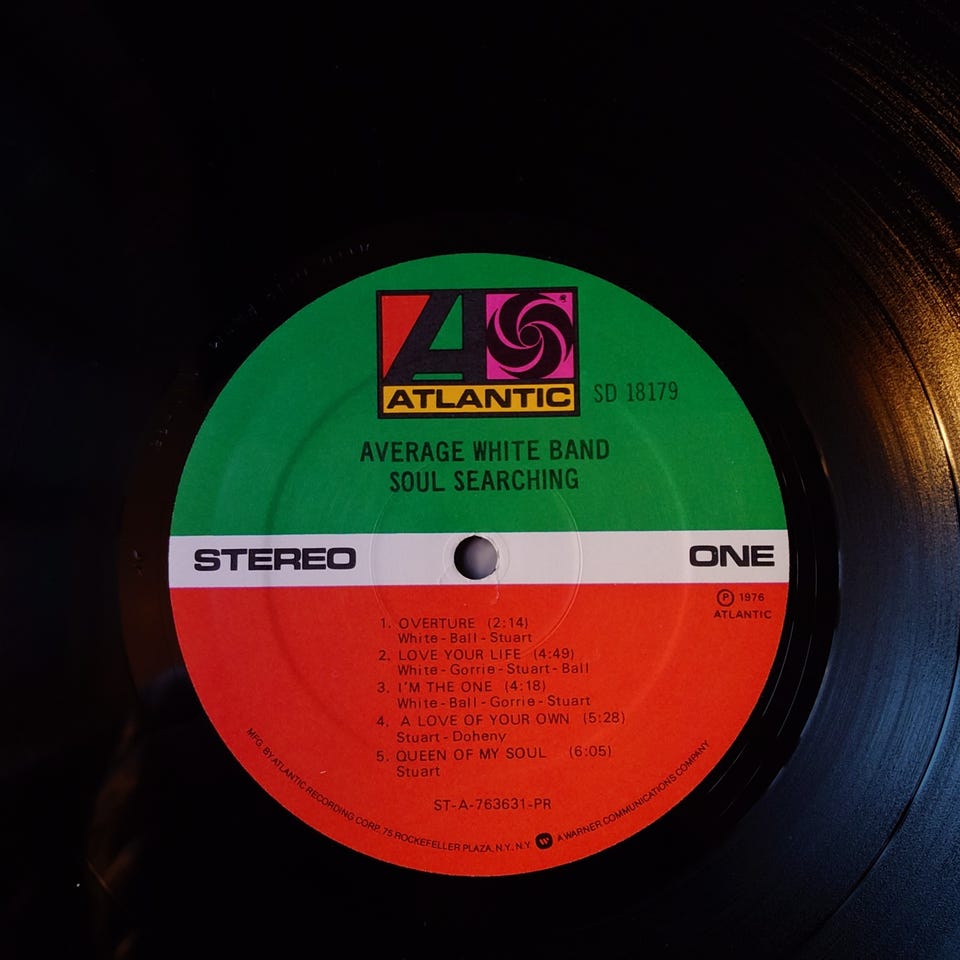 ATLANTIC
SD 18179
AVERAGE WHITE BAND
SOUL SEARCHING
STEREO
ONE
Ⓟ 1976
ATLANTIC
1. OVERTURE (2:14)
White - Ball - Stuart
2. LOVE YOUR LIFE (4:49)
White - Gorrie - Stuart - Ball
3. I'M THE ONE (4:18)
White - Ball - Gorrie - Stuart
4. A LOVE OF YOUR OWN (5:28)
Stuart - Doheny
5. QUEEN OF MY SOUL (6:05)
Stuart
ST-A-763631-PR
MFG. BY ATLANTIC RECORDING CORP., 75 ROCKEFELLER PLAZA, N.Y., N.Y. A WARNER COMMUNICATIONS COMPANY